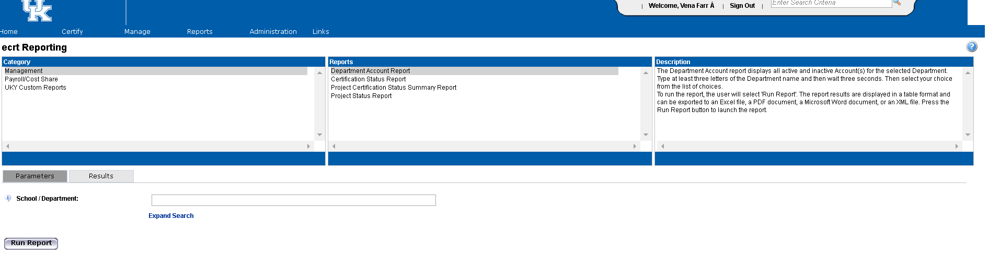 UK
Welcome, Vena Farr Â | Sign Out |
Enter Search Criteria
Home Certify Manage Reports Administration Links
ecrt Reporting
Category
Management
Payroll/Cost Share
UKY Custom Reports
Reports
Department Account Report
Certification Status Report
Project Certification Status Summary Report
Project Status Report
Description
The Department Account report displays all active and inactive Account(s) for the selected Department.
Type at least three letters of the Department name and then wait three seconds. Then select your choice
from the list of choices.
To run the report, the user will select 'Run Report'. The report results are displayed in a table format and
can be exported to an Excel file, a PDF document, a Microsoft Word document, or an XML file. Press the
Run Report button to launch the report.
Parameters Results
School / Department:
Expand Search
Run Report